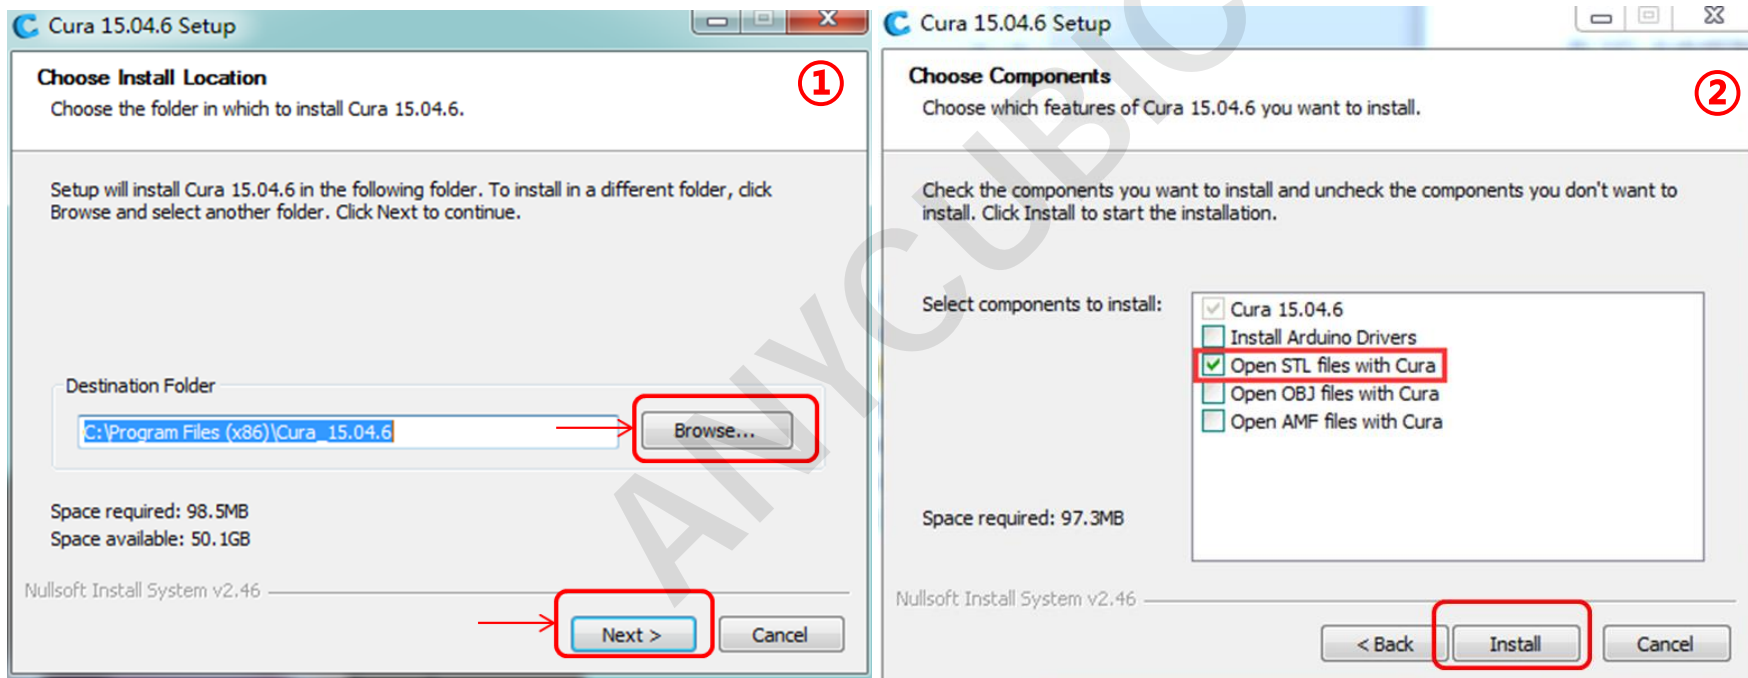 Cura 15.04.6 Setup
Choose Install Location
Choose the folder in which to install Cura 15.04.6.
①
Setup will install Cura 15.04.6 in the following folder. To install in a different folder, click
Browse and select another folder. Click Next to continue.
Destination Folder
C:\Program Files (x86)\Cura_15.04.6
Browse...
Space required: 98.5MB
Space available: 50.1GB
Nullsoft Install System v2.46
Next >
Cancel
Cura 15.04.6 Setup
Choose Components
Choose which features of Cura 15.04.6 you want to install.
②
Check the components you want to install and uncheck the components you don't want to
install. Click Install to start the installation.
Select components to install:
Cura 15.04.6
Install Arduino Drivers
Open STL files with Cura
Open OBJ files with Cura
Open AMF files with Cura
Space required: 97.3MB
Nullsoft Install System v2.46
< Back
Install
Cancel
ANYCUBIC